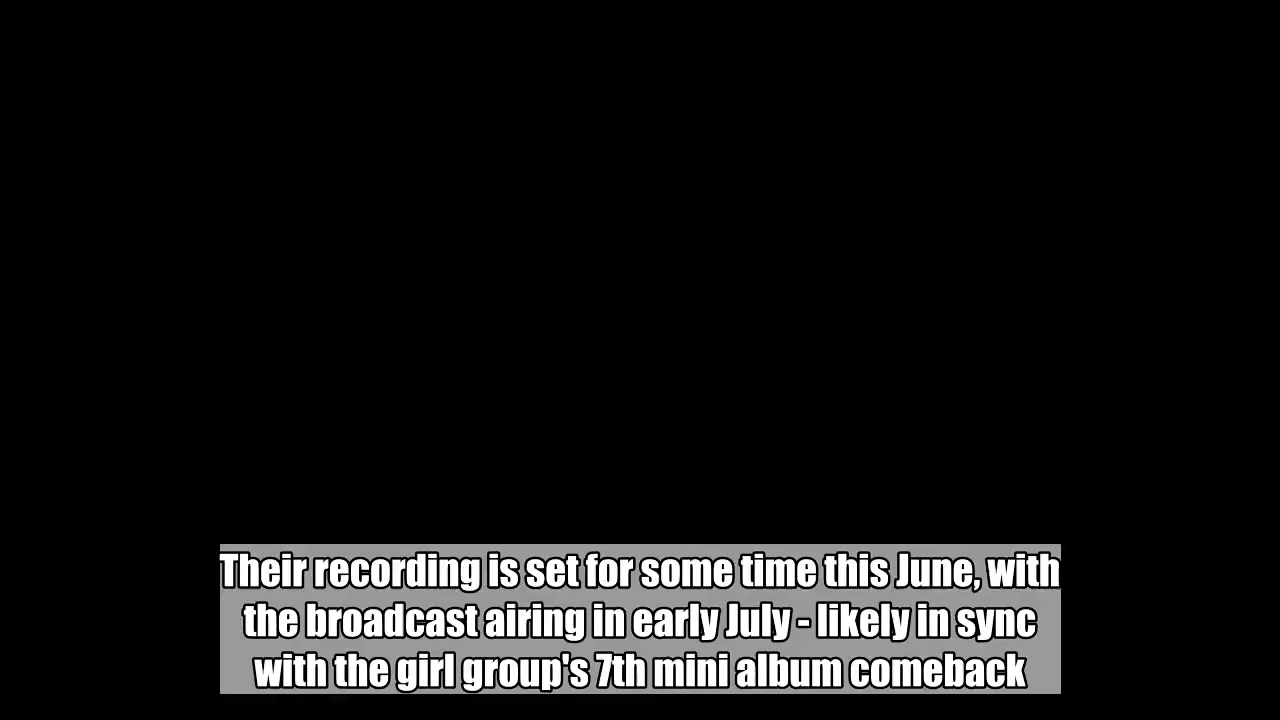 Their recording is set for some time this June, with
the broadcast airing in early July - likely in sync
with the girl group's 7th mini album comeback